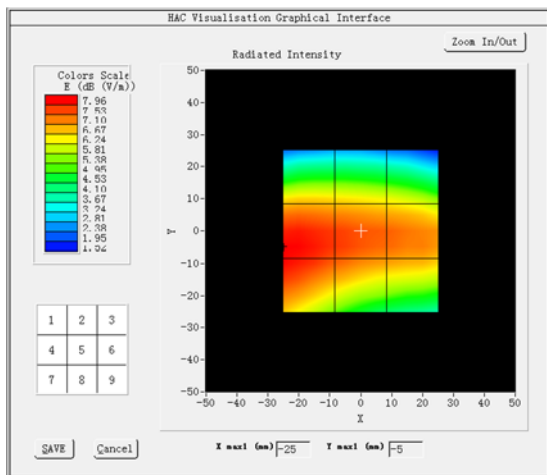 HAC Visualisation Graphical Interface
Zoom In/Out
Radiated Intensity
Colors Scale
E (dB (V/m))
7.96
7.53
7.10
6.67
6.24
5.81
5.38
4.95
4.53
4.10
3.67
3.24
2.81
2.38
1.95
1.52
50
40
30
20
10
0
-10
-20
-30
-40
-50
Y
-50 -40 -30 -20 -10 0 10 20 30 40 50
X
1 2 3
4 5 6
7 8 9
SAVE
Cancel
X max1 (mm) -25
Y max1 (mm) -5